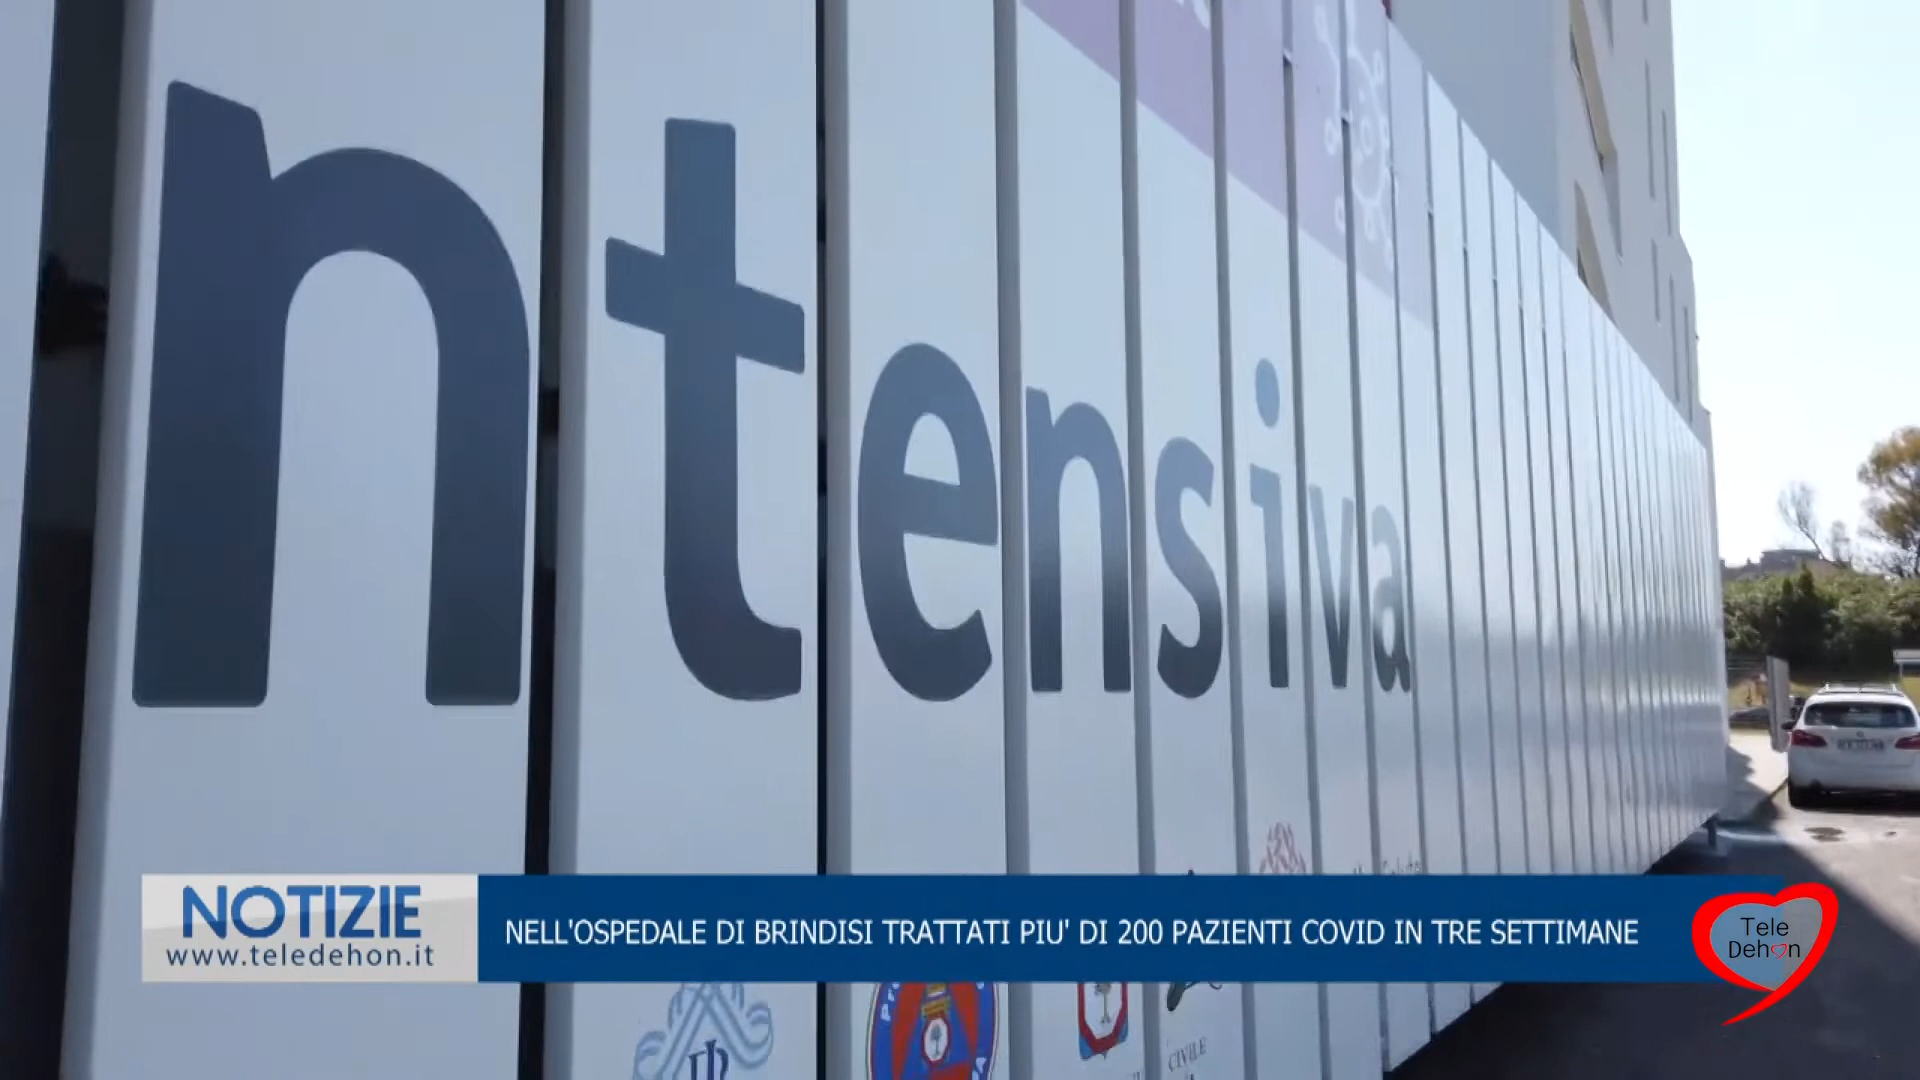 ntensiva
NOTIZIE
www.teledehon.it
NELL'OSPEDALE DI BRINDISI TRATTATI PIU' DI 200 PAZIENTI COVID IN TRE SETTIMANE
Tele
Dehon
CIVILE